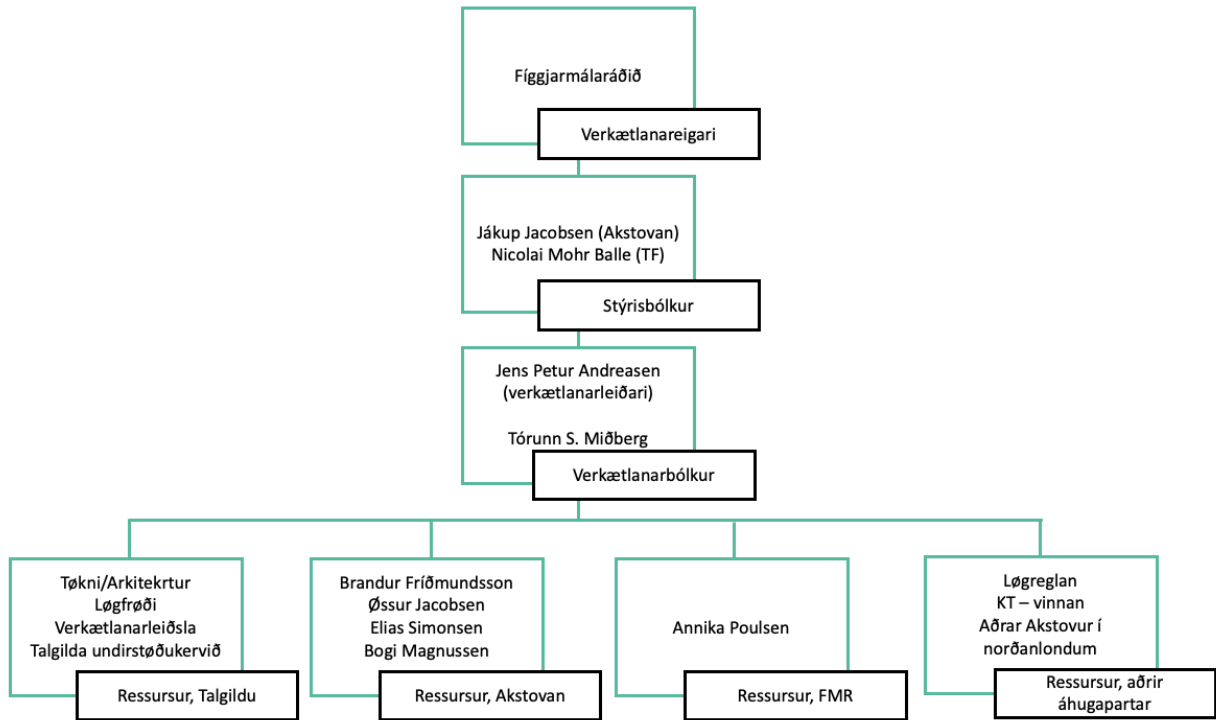 Fíggjarmálaráðið
Verkætlanareigari
Jákup Jacobsen (Akstovan)
Nicolai Mohr Balle (TF)
Stýrisbólkur
Jens Petur Andreasen
(verkætlanarleiðari)
Tórunn S. Miðberg
Verkætlanarbólkur
Tøkni/Arkitekrtur
Løgfrøði
Verkætlanarleiðsla
Talgilda undirstøðukervið
Ressursur, Talgildu
Brandur Fríðmundsson
Øssur Jacobsen
Elias Simonsen
Bogi Magnussen
Ressursur, Akstovan
Annika Poulsen
Ressursur, FMR
Løgreglan
KT – vinnan
Aðrar Akstovur í
norðanlondum
Ressursur, aðrir
áhugapartar